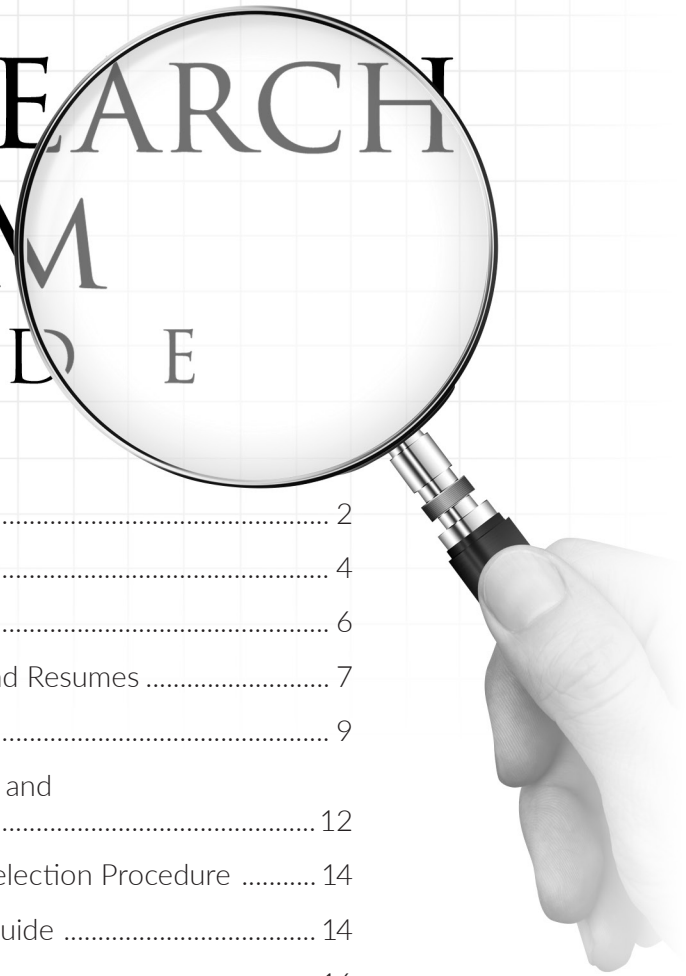 EARCH
M
D E
................................................ 2
................................................ 4
................................................ 6
nd Resumes ........................... 7
................................................ 9
and
.............................................. 12
election Procedure ........... 14
uide ..................................... 14